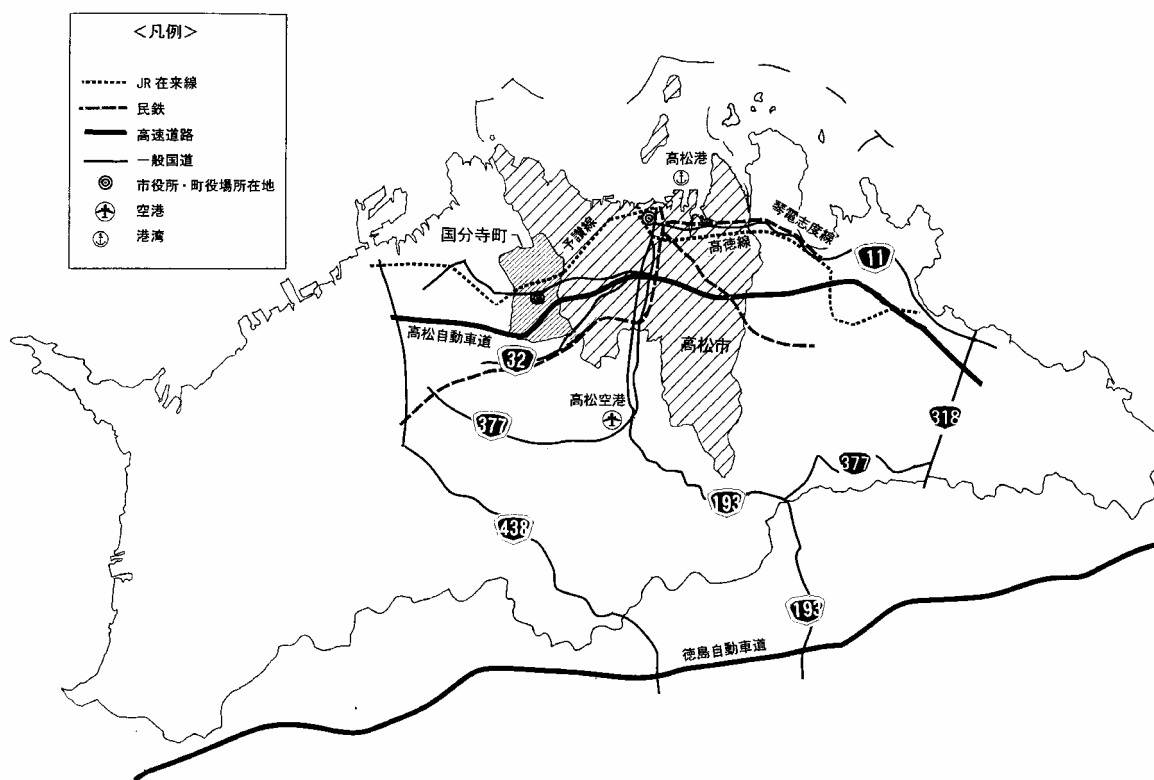 <凡例>
JR在来線
民鉄
高速道路
一般国道
市役所・町役場所在地
空港
港湾
高松港
国分寺町
予讃線
琴電志度線
高徳線
11
高松自動車道
32
高松市
高松空港
377
318
377
193
438
193
徳島自動車道